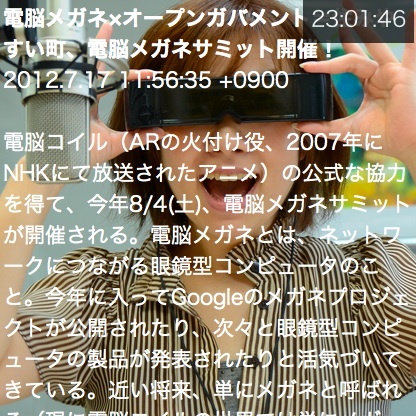 電脳メガネ×オープンガバメント
23:01:46
すい町、電脳メガネサミット開催！
2012.7.17 11:56:35 +0900
電脳コイル（ARの火付け役、2007年に
NHKにて放送されたアニメ）の公式な協力
を得て、今年8/4(土)、電脳メガネサミット
が開催される。電脳メガネとは、ネットワ
ークにつながる眼鏡型コンピュータのこ
と。今年に入ってGoogleのメガネプロジェ
クトが公開されたり、次々と眼鏡型コンピ
ュータの製品が発表されたりと活気づいて
きている。近い将来、単にメガネと呼ばれ